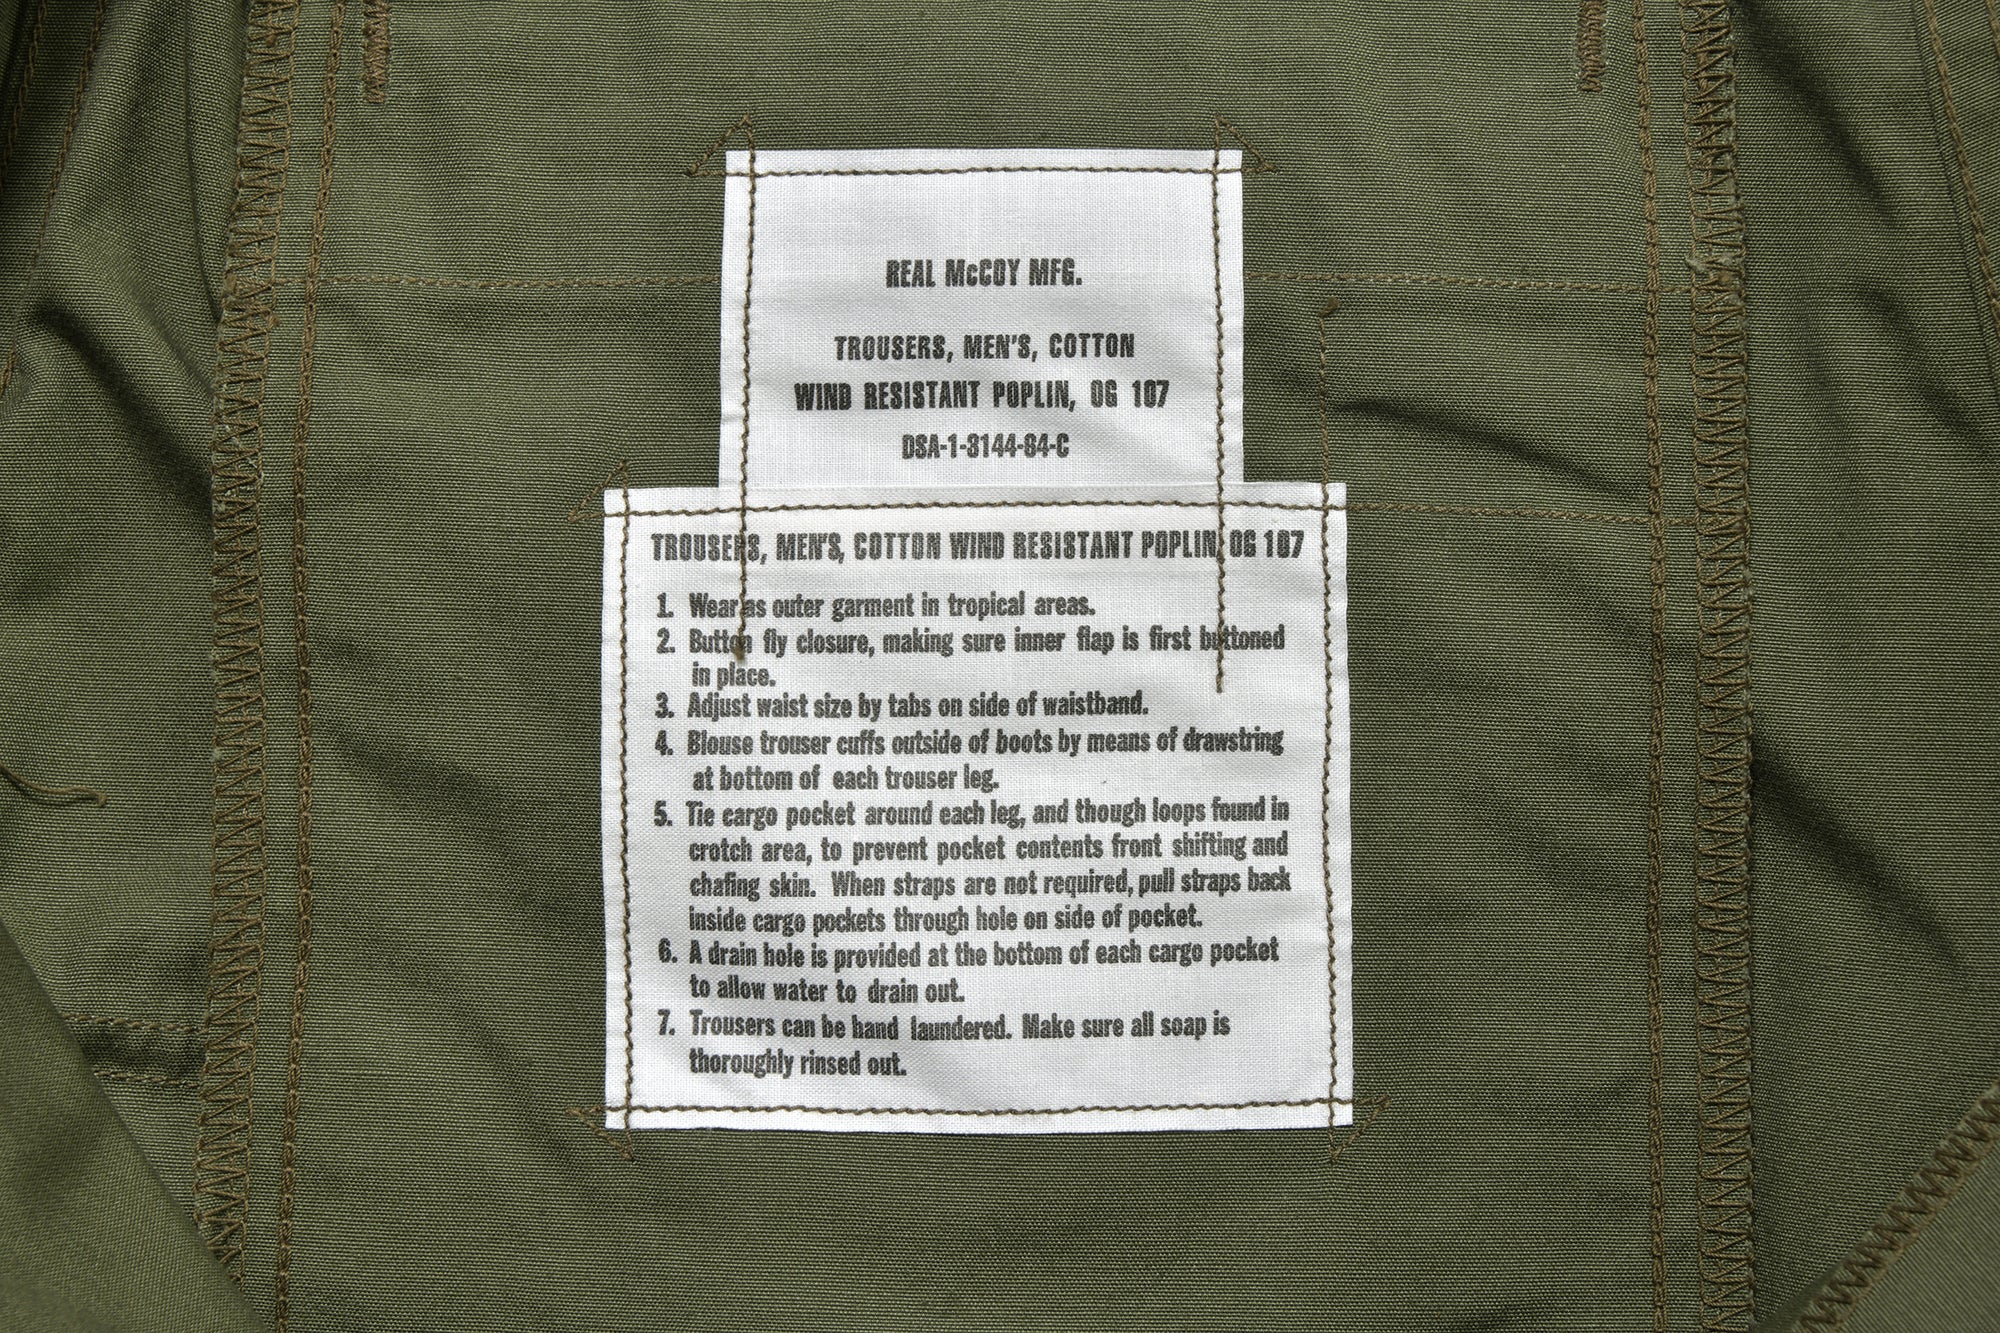 REAL McCOY MFG.
TROUSERS, MEN'S, COTTON
WIND RESISTANT POPLIN, OG 107
DSA-1-3144-64-C
TROUSERS, MEN'S, COTTON WIND RESISTANT POPLIN, OG 107
1. Wear as outer garment in tropical areas.
2. Button fly closure, making sure inner flap is first buttoned
in place.
3. Adjust waist size by tabs on side of waistband.
4. Blouse trouser cuffs outside of boots by means of drawstring
at bottom of each trouser leg.
5. Tie cargo pocket around each leg, and though loops found in
crotch area, to prevent pocket contents front shifting and
chafing skin. When straps are not required, pull straps back
inside cargo pockets through hole on side of pocket.
6. A drain hole is provided at the bottom of each cargo pocket
to allow water to drain out.
7. Trousers can be hand laundered. Make sure all soap is
thoroughly rinsed out.